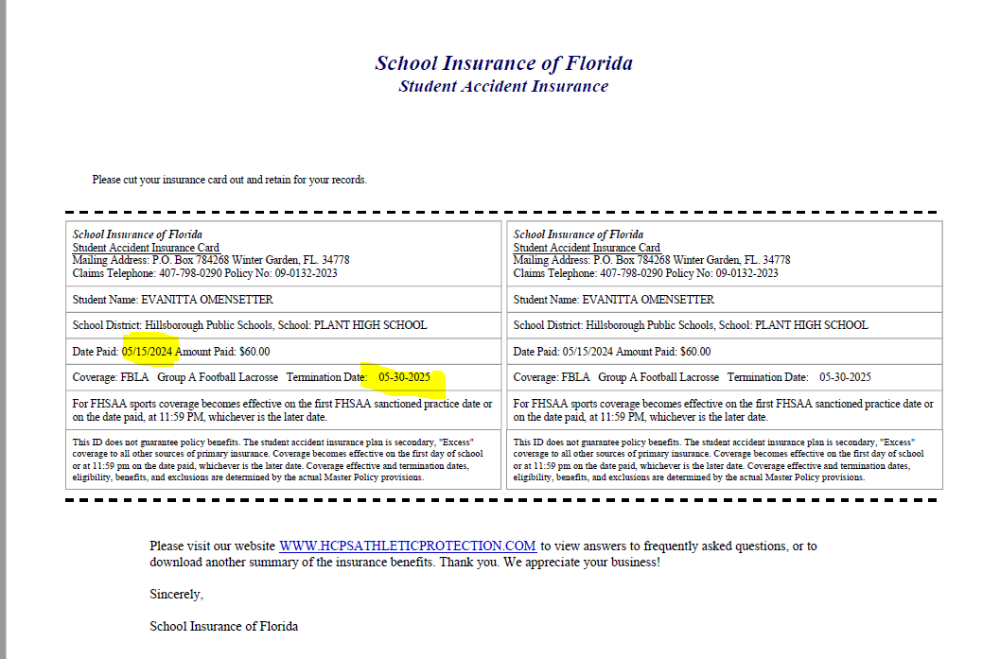 School Insurance of Florida
Student Accident Insurance
Please cut your insurance card out and retain for your records.
School Insurance of Florida
Student Accident Insurance Card
Mailing Address: P.O. Box 784268 Winter Garden, FL. 34778
Claims Telephone: 407-798-0290 Policy No: 09-0132-2023
Student Name: EVANITTA OMENSETTER
School District: Hillsborough Public Schools, School: PLANT HIGH SCHOOL
Date Paid: 05/15/2024 Amount Paid: $60.00
Coverage: FBLA Group A Football Lacrosse Termination Date: 05-30-2025
For FHSAA sports coverage becomes effective on the first FHSAA sanctioned practice date or
on the date paid, at 11:59 PM, whichever is the later date.
This ID does not guarantee policy benefits. The student accident insurance plan is secondary, "Excess"
coverage to all other sources of primary insurance. Coverage becomes effective on the first day of school
or at 11:59 pm on the date paid, whichever is the later date. Coverage effective and termination dates,
eligibility, benefits, and exclusions are determined by the actual Master Policy provisions.
School Insurance of Florida
Student Accident Insurance Card
Mailing Address: P.O. Box 784268 Winter Garden, FL. 34778
Claims Telephone: 407-798-0290 Policy No: 09-0132-2023
Student Name: EVANITTA OMENSETTER
School District: Hillsborough Public Schools, School: PLANT HIGH SCHOOL
Date Paid: 05/15/2024 Amount Paid: $60.00
Coverage: FBLA Group A Football Lacrosse Termination Date: 05-30-2025
For FHSAA sports coverage becomes effective on the first FHSAA sanctioned practice date or
on the date paid, at 11:59 PM, whichever is the later date.
This ID does not guarantee policy benefits. The student accident insurance plan is secondary, "Excess"
coverage to all other sources of primary insurance. Coverage becomes effective on the first day of school
or at 11:59 pm on the date paid, whichever is the later date. Coverage effective and termination dates,
eligibility, benefits, and exclusions are determined by the actual Master Policy provisions.
Please visit our website WWW.HCPSATHLETICPROTECTION.COM to view answers to frequently asked questions, or to
download another summary of the insurance benefits. Thank you. We appreciate your business!
Sincerely,
School Insurance of Florida